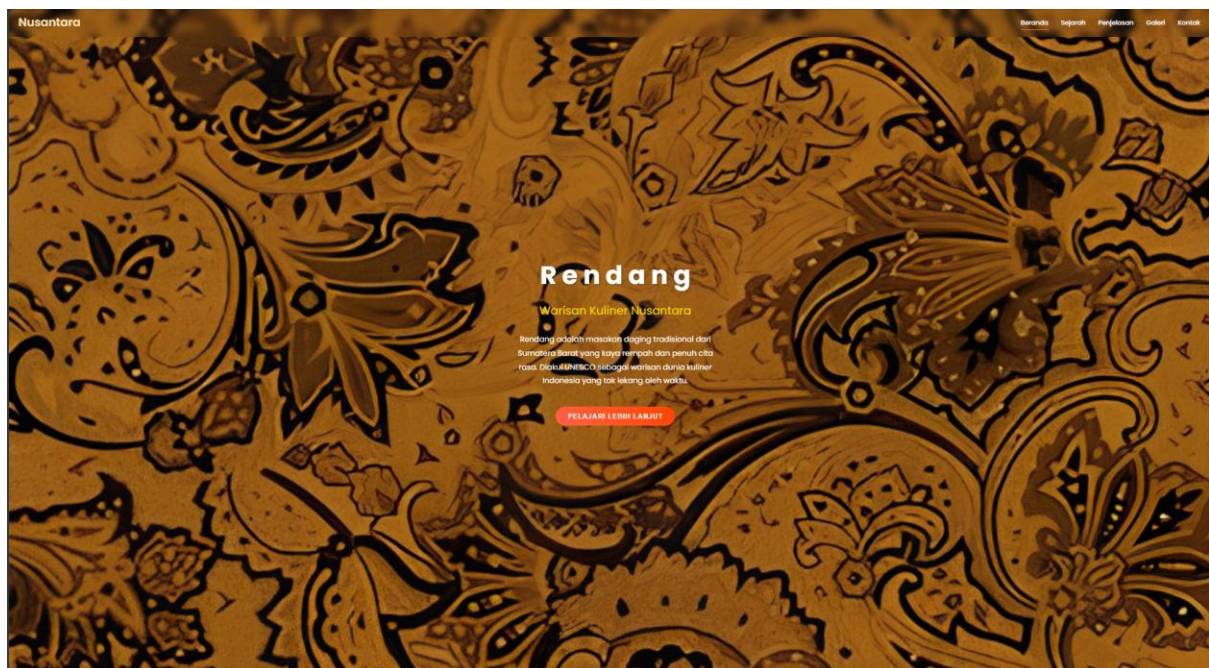 Nusantara
Beranda Sejarah Penjelasan Galeri Kontak
Rendang
Warisan Kuliner Nusantara
Rendang adalah masakan daging tradisional dari
Sumatera Barat yang kaya rempah dan penuh cita
rasa. Diakui UNESCO sebagai warisan dunia kuliner
Indonesia yang tak lekang oleh waktu.
PELAJARI LEBIH LANJUT